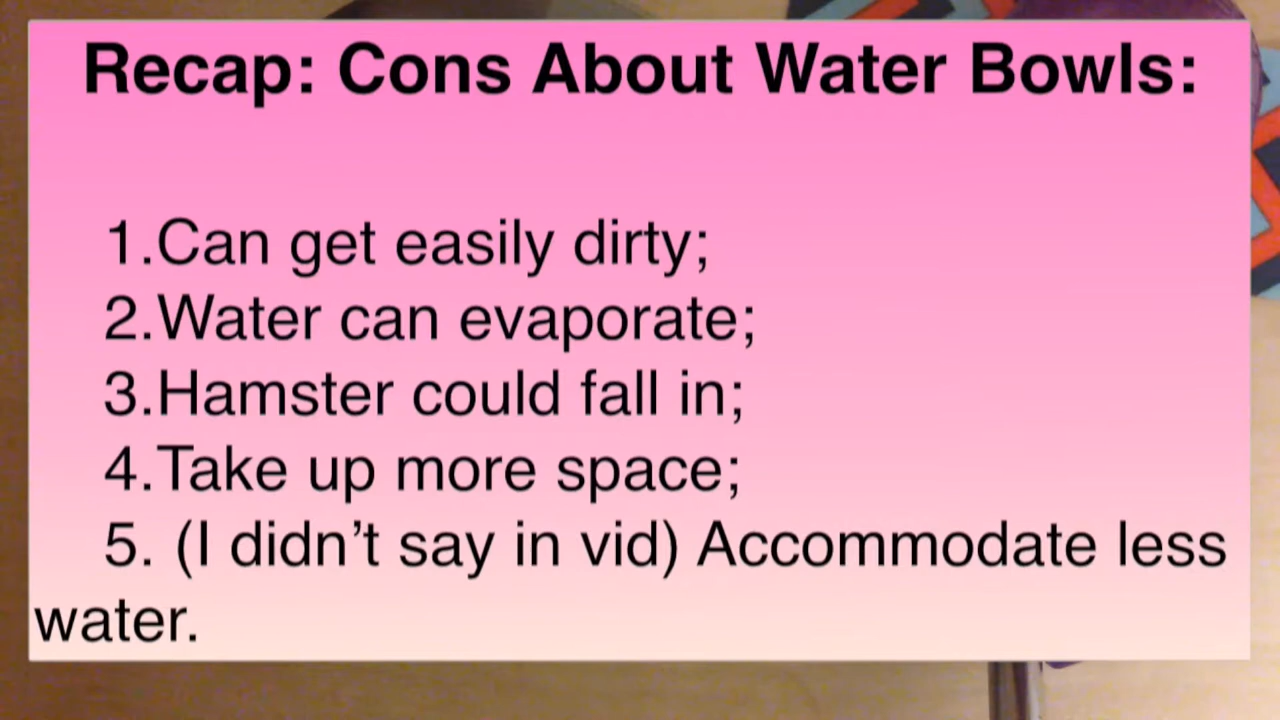 Recap: Cons About Water Bowls:
1.Can get easily dirty;
2.Water can evaporate;
3.Hamster could fall in;
4.Take up more space;
5. (I didn’t say in vid) Accommodate less
water.